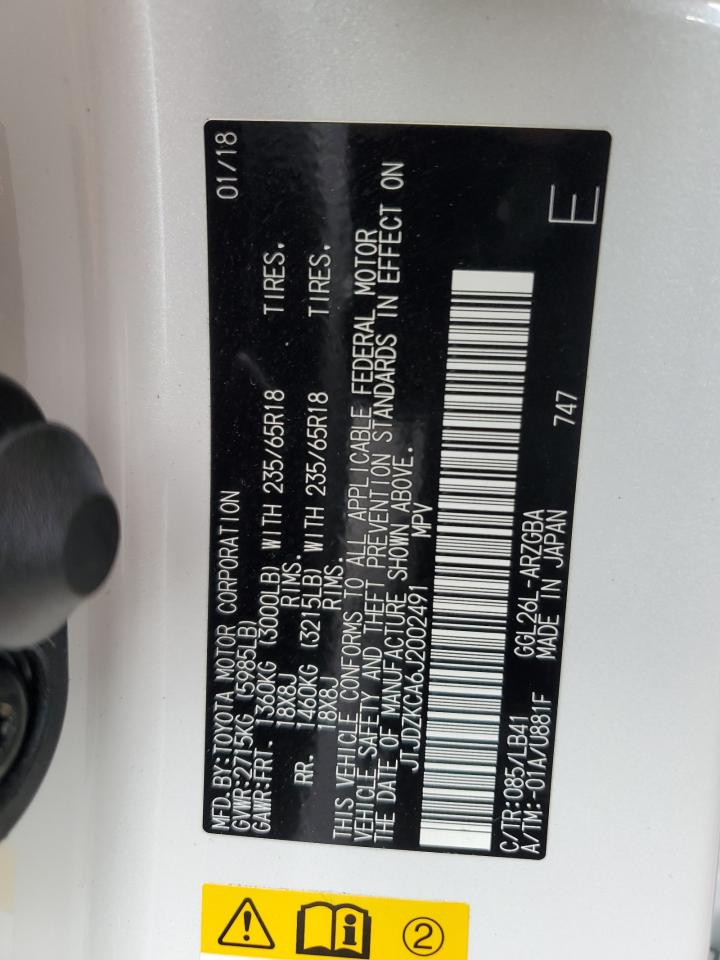 MFD.BY:TOYOTA MOTOR CORPORATION 01/18
GVWR:2715KG (5985LB)
GAWR:FRT. 1360KG (3000LB) WITH 235/65R18 TIRES,
18X8J RIMS.
RR. 1460KG (3215LB) WITH 235/65R18 TIRES,
18X8J RIMS.
THIS VEHICLE CONFORMS TO ALL APPLICABLE FEDERAL MOTOR
VEHICLE SAFETY AND THEFT PREVENTION STANDARDS IN EFFECT ON
THE DATE OF MANUFACTURE SHOWN ABOVE.
JTJDZKCA6J2002491 MPV
C/TR:085/LB41 GGL26L-ARZGBA
A/TM:-01A/U881F MADE IN JAPAN 747
E
2